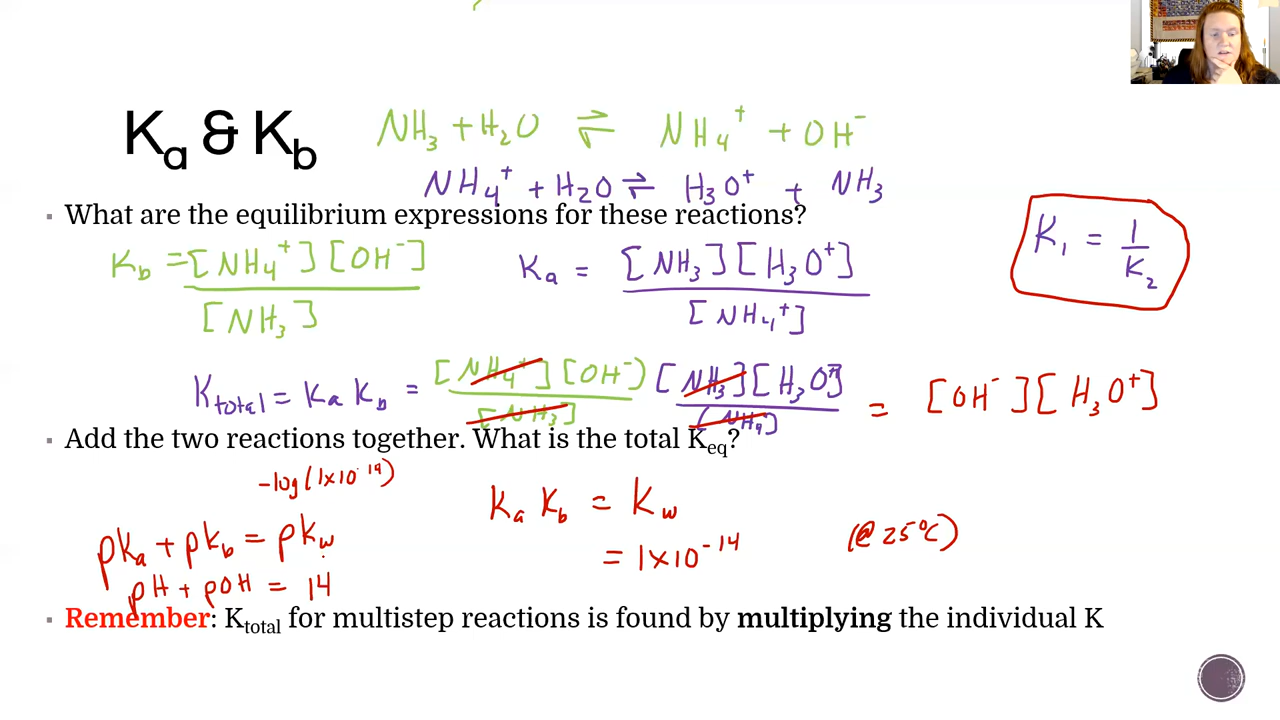 Ka & Kb
NH3 + H2O ⇌ NH4+ + OH-
NH4+ + H2O ⇌ H3O+ + NH3
▪ What are the equilibrium expressions for these reactions?
Kb = [NH4+][OH-] / [NH3]
Ka = [NH3][H3O+] / [NH4+]
K1 = 1 / K2
Ktotal = Ka Kb = [NH4+][OH-] / [NH3] [NH3][H3O+] / [NH4+] = [OH-][H3O+]
▪ Add the two reactions together. What is the total Keq?
-log(1x10-14)
Ka Kb = Kw
pKa + pKb = pKw
= 1x10-14 (@ 25°C)
pH + pOH = 14
▪ Remember: Ktotal for multistep reactions is found by multiplying the individual K